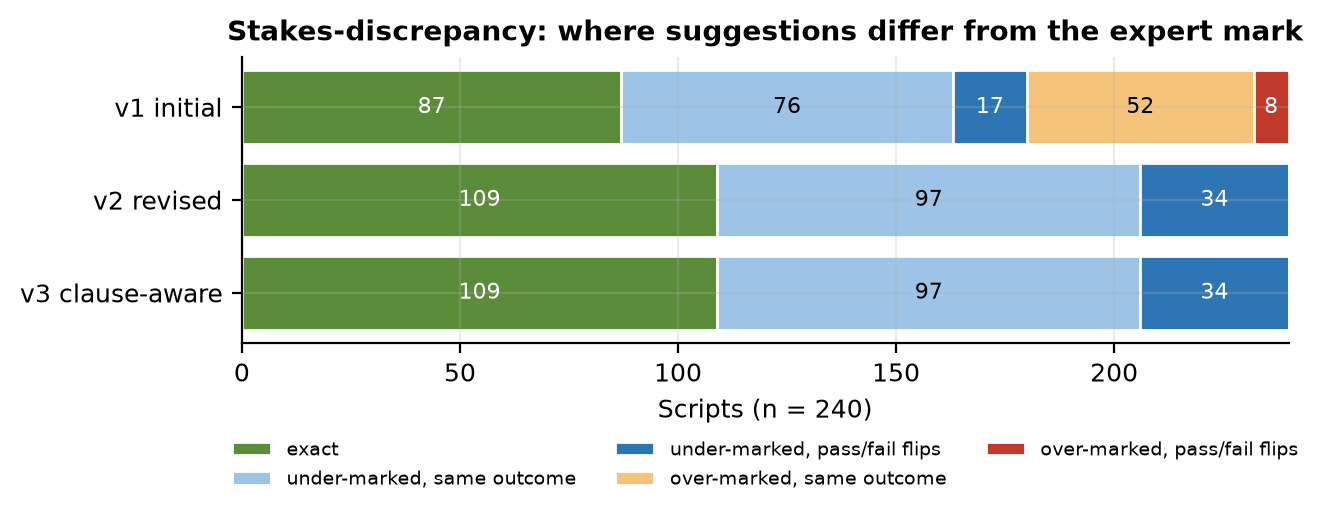 Stakes-discrepancy: where suggestions differ from the expert mark
v1 initial
87 76 17 52 8
v2 revised
109 97 34
v3 clause-aware
109 97 34
0 50 100 150 200
Scripts (n = 240)
exact
under-marked, same outcome
under-marked, pass/fail flips
over-marked, same outcome
over-marked, pass/fail flips